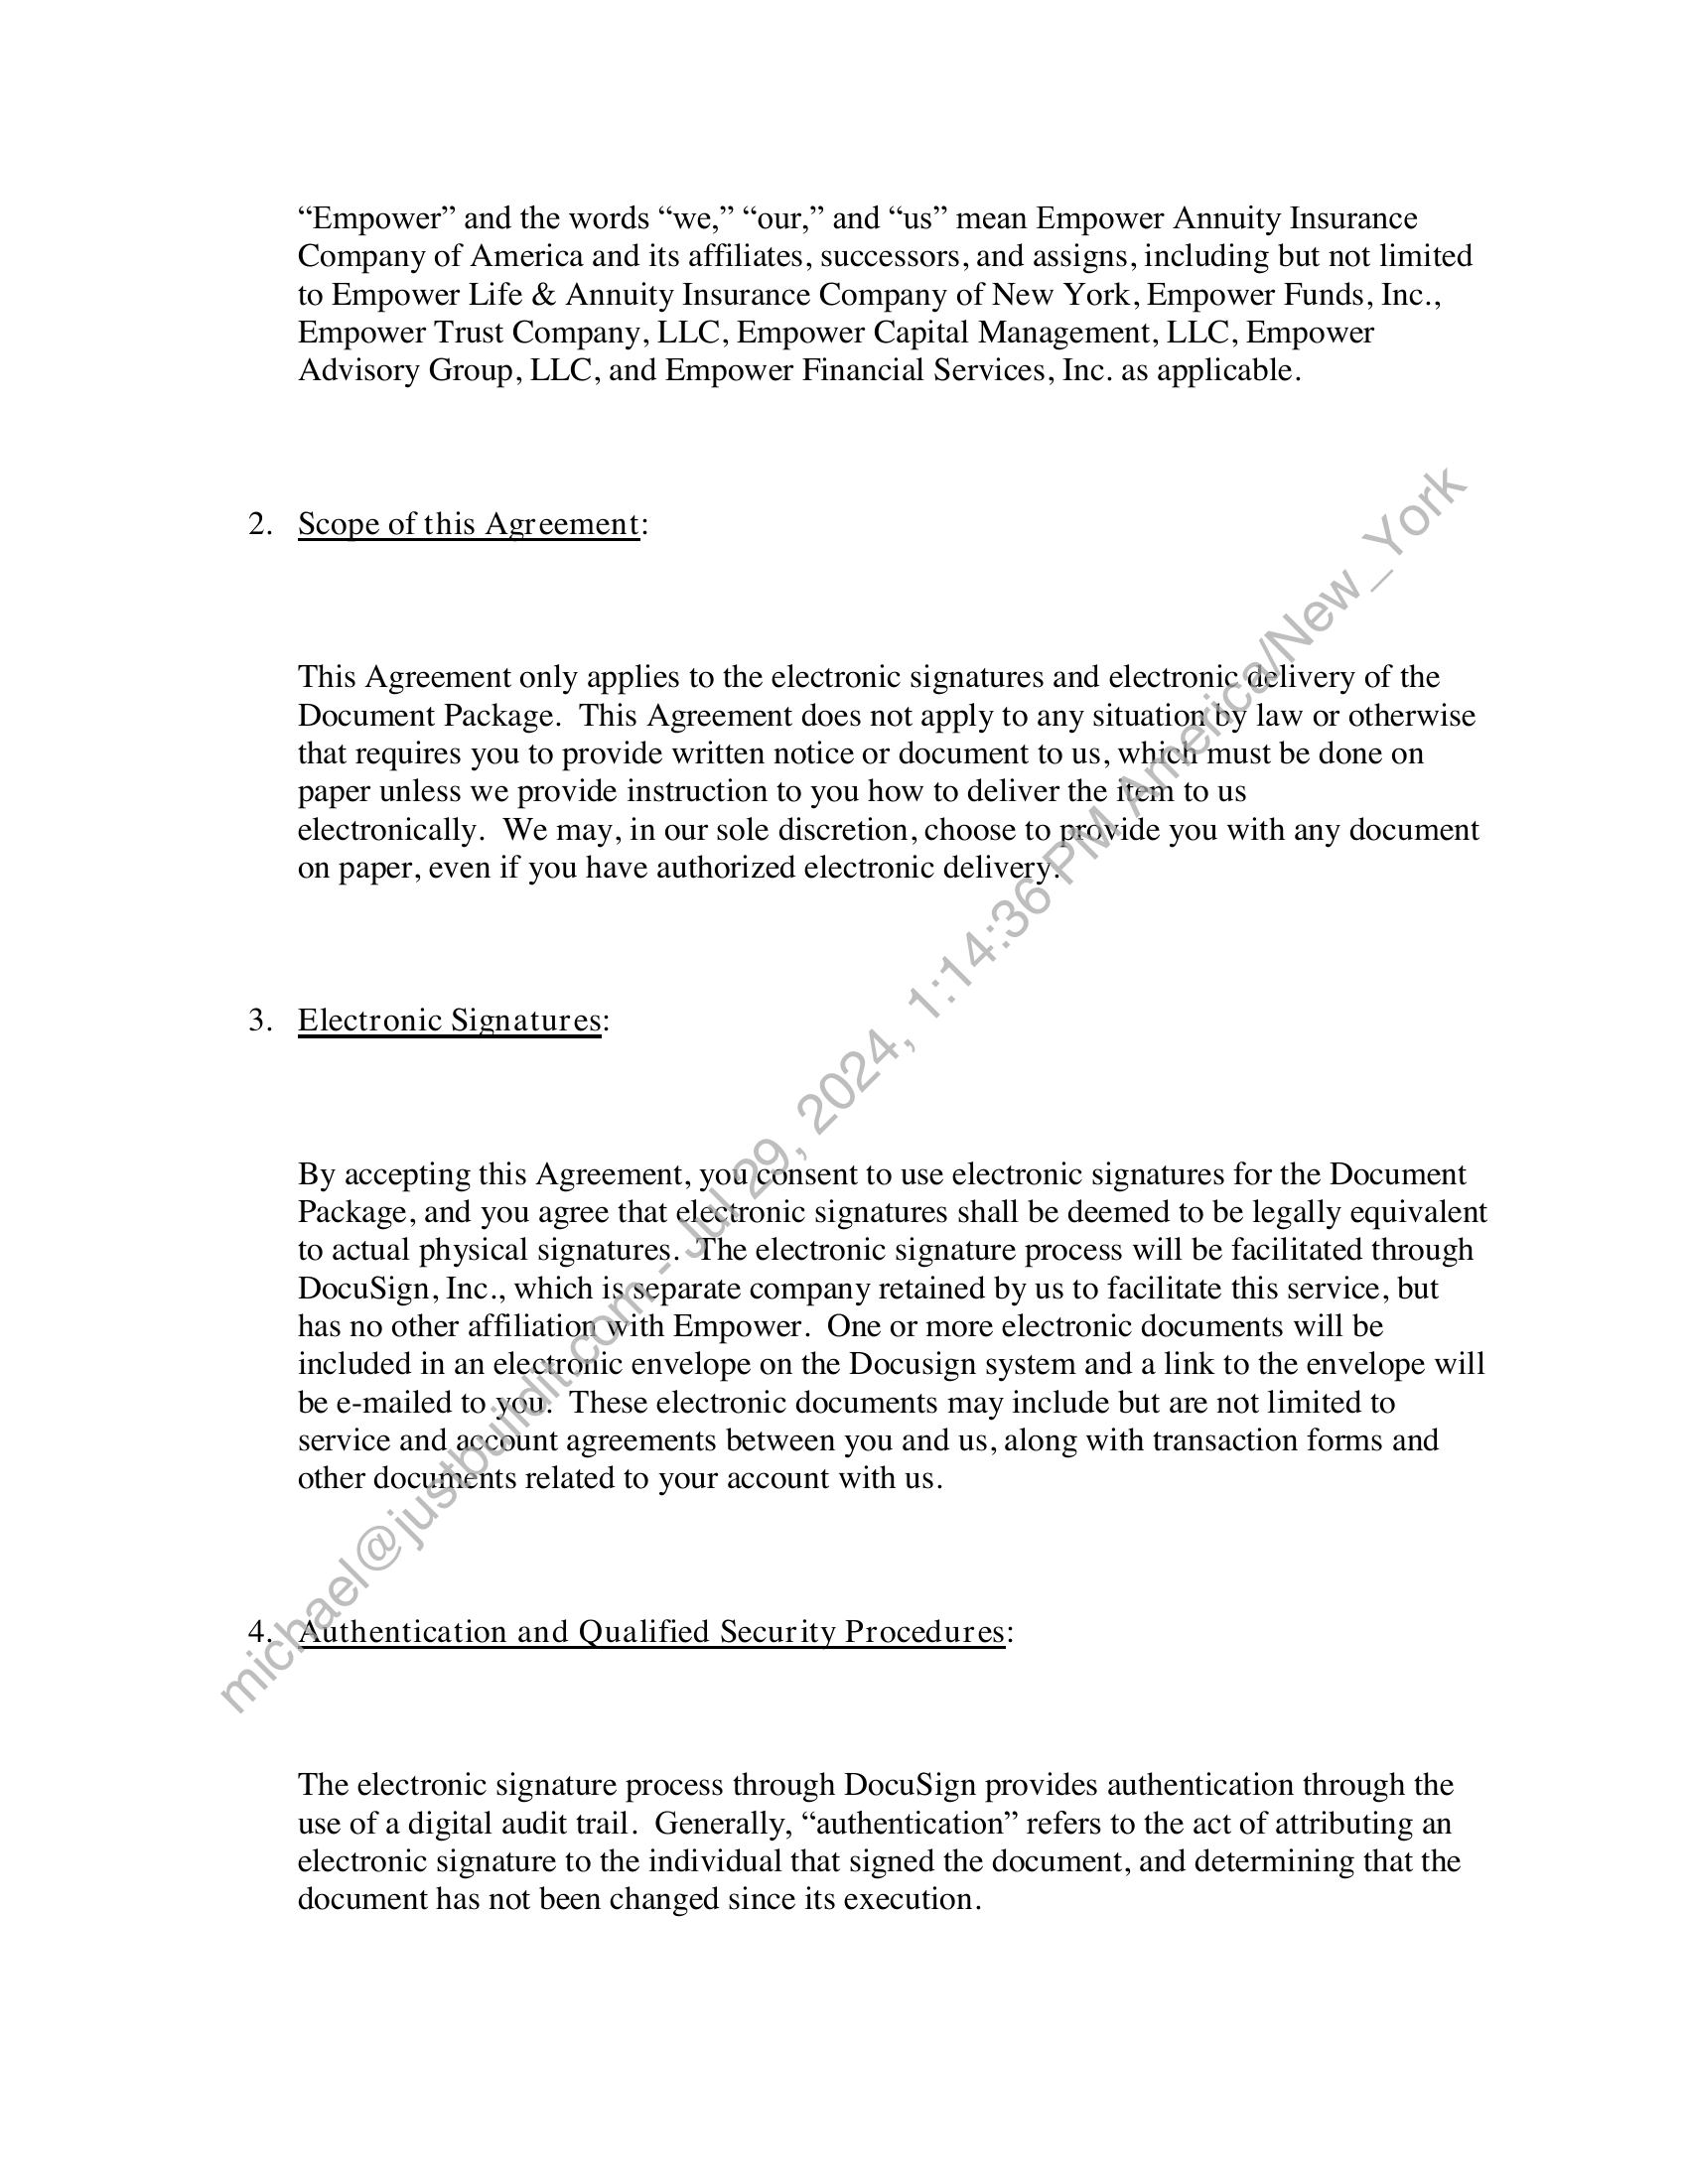 “Empower” and the words “we,” “our,” and “us” mean Empower Annuity Insurance
Company of America and its affiliates, successors, and assigns, including but not limited
to Empower Life & Annuity Insurance Company of New York, Empower Funds, Inc.,
Empower Trust Company, LLC, Empower Capital Management, LLC, Empower
Advisory Group, LLC, and Empower Financial Services, Inc. as applicable.
2. Scope of this Agreement:
This Agreement only applies to the electronic signatures and electronic delivery of the
Document Package.  This Agreement does not apply to any situation by law or otherwise
that requires you to provide written notice or document to us, which must be done on
paper unless we provide instruction to you how to deliver the item to us
electronically.  We may, in our sole discretion, choose to provide you with any document
on paper, even if you have authorized electronic delivery.
3. Electronic Signatures:
By accepting this Agreement, you consent to use electronic signatures for the Document
Package, and you agree that electronic signatures shall be deemed to be legally equivalent
to actual physical signatures.  The electronic signature process will be facilitated through
DocuSign, Inc., which is separate company retained by us to facilitate this service, but
has no other affiliation with Empower.  One or more electronic documents will be
included in an electronic envelope on the Docusign system and a link to the envelope will
be e-mailed to you.  These electronic documents may include but are not limited to
service and account agreements between you and us, along with transaction forms and
other documents related to your account with us.
4. Authentication and Qualified Security Procedures:
The electronic signature process through DocuSign provides authentication through the
use of a digital audit trail.  Generally, “authentication” refers to the act of attributing an
electronic signature to the individual that signed the document, and determining that the
document has not been changed since its execution.
michael@justbuildit.com - Jul 29, 2024, 1:14:36 PM America/New_York